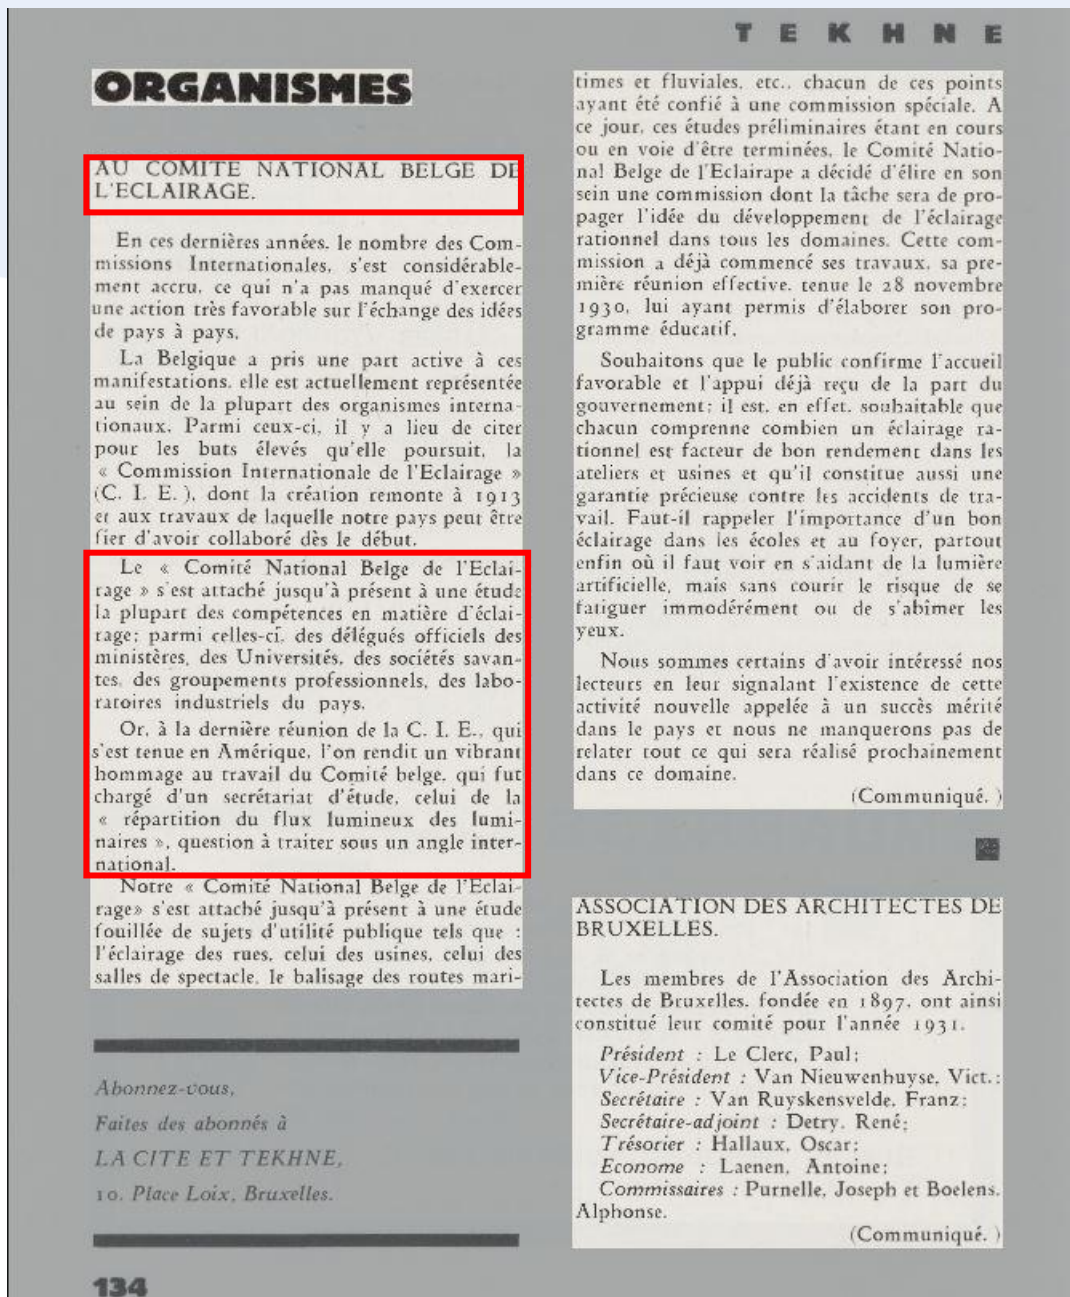 TEKHNE
ORGANISMES
AU COMITE NATIONAL BELGE DE
L'ECLAIRAGE.
En ces dernières années, le nombre des Com-
missions Internationales, s'est considérable-
ment accru, ce qui n'a pas manqué d'exercer
une action très favorable sur l'échange des idées
de pays à pays.
La Belgique a pris une part active à ces
manifestations, elle est actuellement représentée
au sein de la plupart des organismes interna-
tionaux. Parmi ceux-ci, il y a lieu de citer
pour les buts élevés qu'elle poursuit, la
« Commission Internationale de l'Eclairage »
(C. I. E.), dont la création remonte à 1913
et aux travaux de laquelle notre pays peut être
fier d'avoir collaboré dès le début.
Le « Comité National Belge de l'Eclai-
rage » s'est attaché jusqu'à présent à une étude
la plupart des compétences en matière d'éclai-
rage; parmi celles-ci, des délégués officiels des
ministères, des Universités, des sociétés savan-
tes, des groupements professionnels, des labo-
ratoires industriels du pays.
Or, à la dernière réunion de la C. I. E., qui
s'est tenue en Amérique, l'on rendit un vibrant
hommage au travail du Comité belge, qui fut
chargé d'un secrétariat d'étude, celui de la
« répartition du flux lumineux des lumi-
naires », question à traiter sous un angle inter-
national.
Notre « Comité National Belge de l'Eclai-
rage» s'est attaché jusqu'à présent à une étude
fouillée de sujets d'utilité publique tels que :
l'éclairage des rues, celui des usines, celui des
salles de spectacle, le balisage des routes mari-
times et fluviales, etc., chacun de ces points
ayant été confié à une commission spéciale. A
ce jour, ces études préliminaires étant en cours
ou en voie d'être terminées, le Comité Natio-
nal Belge de l'Eclairape a décidé d'élire en son
sein une commission dont la tâche sera de pro-
pager l'idée du développement de l'éclairage
rationnel dans tous les domaines. Cette com-
mission a déjà commencé ses travaux, sa pre-
mière réunion effective, tenue le 28 novembre
1930, lui ayant permis d'élaborer son pro-
gramme éducatif.
Souhaitons que le public confirme l'accueil
favorable et l'appui déjà reçu de la part du
gouvernement; il est, en effet, souhaitable que
chacun comprenne combien un éclairage ra-
tionnel est facteur de bon rendement dans les
ateliers et usines et qu'il constitue aussi une
garantie précieuse contre les accidents de tra-
vail. Faut-il rappeler l'importance d'un bon
éclairage dans les écoles et au foyer, partout
enfin où il faut voir en s'aidant de la lumière
artificielle, mais sans courir le risque de se
fatiguer immodérément ou de s'abîmer les
yeux.
Nous sommes certains d'avoir intéressé nos
lecteurs en leur signalant l'existence de cette
activité nouvelle appelée à un succès mérité
dans le pays et nous ne manquerons pas de
relater tout ce qui sera réalisé prochainement
dans ce domaine.
(Communiqué. )
ASSOCIATION DES ARCHITECTES DE
BRUXELLES.
Les membres de l'Association des Archi-
tectes de Bruxelles, fondée en 1897, ont ainsi
constitué leur comité pour l'année 1931.
Président : Le Clerc, Paul;
Vice-Président : Van Nieuwenhuyse, Vict.;
Secrétaire : Van Ruyskensvelde, Franz;
Secrétaire-adjoint : Detry, René;
Trésorier : Hallaux, Oscar;
Econome : Laenen, Antoine;
Commissaires : Purnelle, Joseph et Boelens,
Alphonse.
(Communiqué. )
Abonnez-vous,
Faites des abonnés à
LA CITE ET TEKHNE,
10, Place Loix, Bruxelles.
134